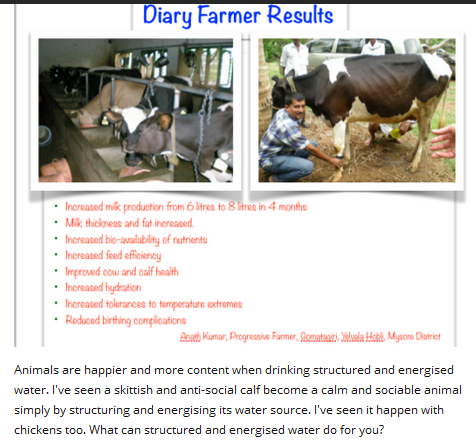 Diary Farmer Results
• Increased milk production from 6 litres to 8 litres in 4 months
• Milk thickness and fat increased.
• Increased bio-availability of nutrients
• Increased feed efficiency
• Improved cow and calf health
• Increased hydration
• Increased tolerances to temperature extremes
• Reduced birthing complications
Anath Kumar, Progressive Farmer, Gomatagiri, Yelvala Hobli, Mysore District
Animals are happier and more content when drinking structured and energised
water. I've seen a skittish and anti-social calf become a calm and sociable animal
simply by structuring and energising its water source. I've seen it happen with
chickens too. What can structured and energised water do for you?